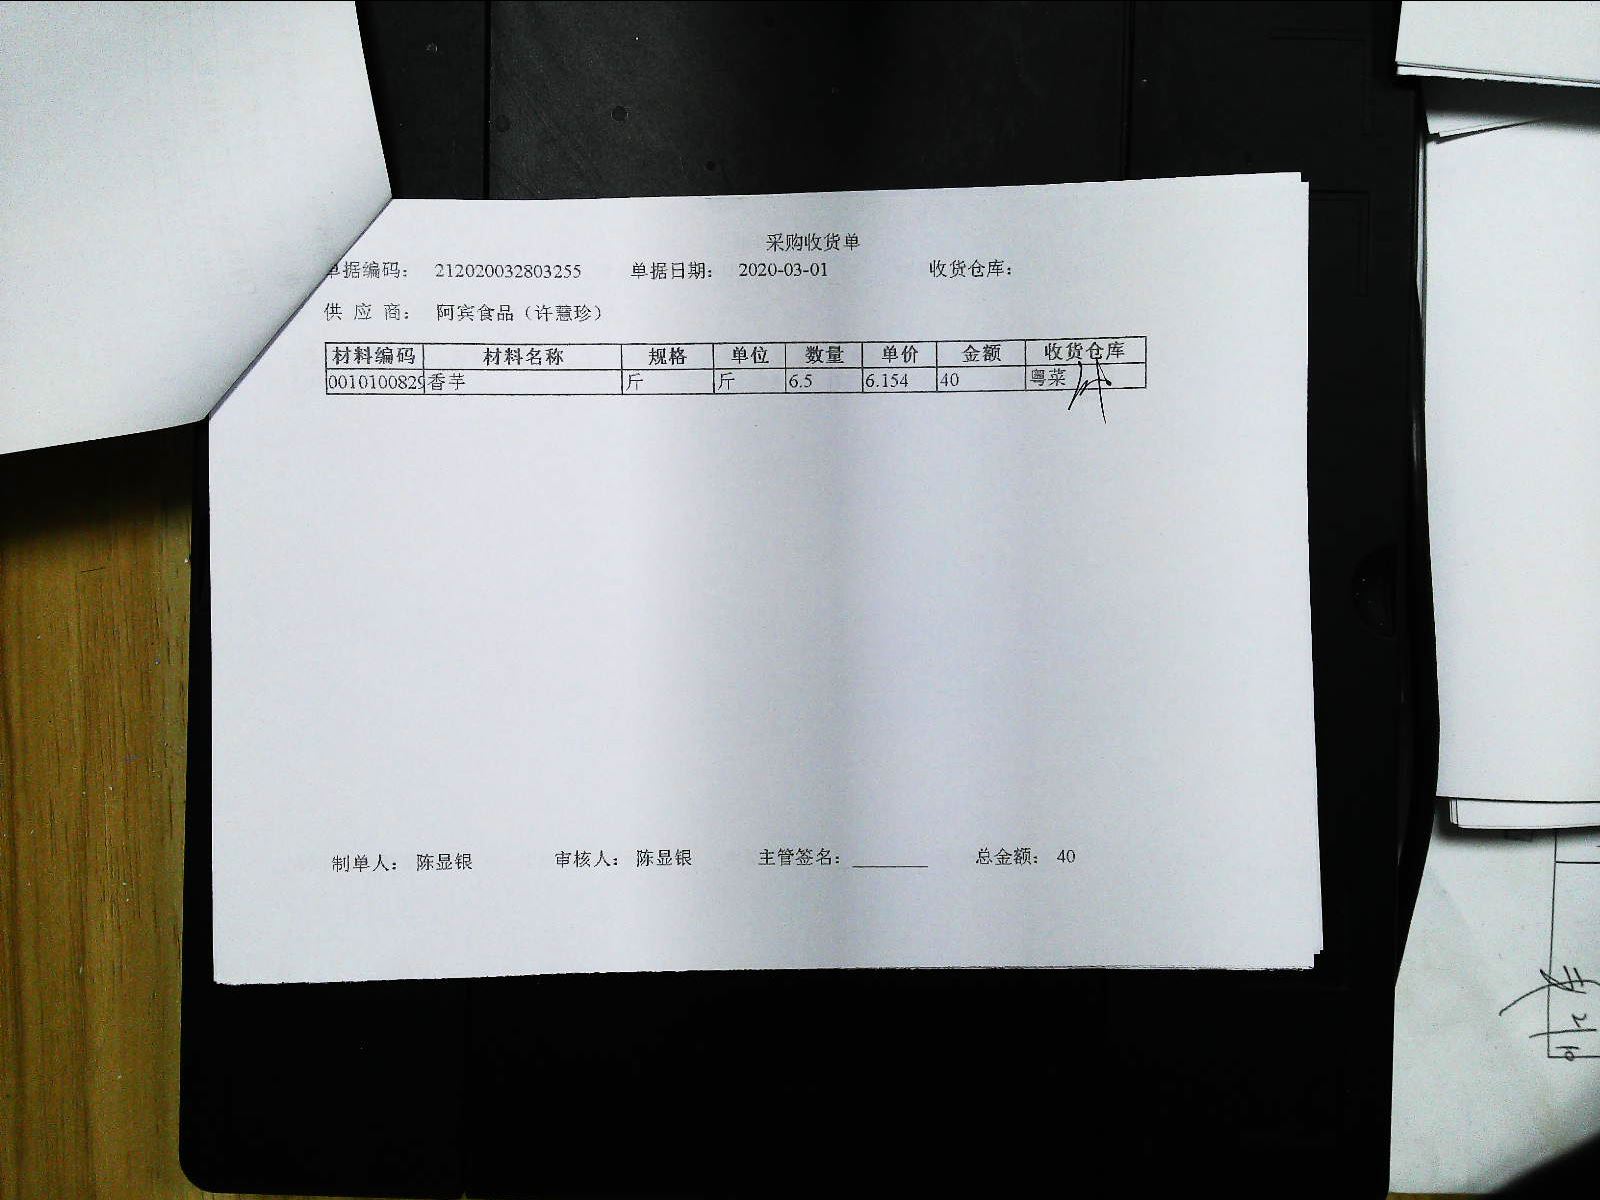 采购收货单
单据编码： 212020032803255 单据日期： 2020-03-01 收货仓库：
供 应 商： 阿宾食品（许慧珍）
材料编码 材料名称 规格 单位 数量 单价 金额 收货仓库
0010100829 香芋 斤 斤 6.5 6.154 40 粤菜
制单人： 陈显银 审核人： 陈显银 主管签名： 总金额： 40